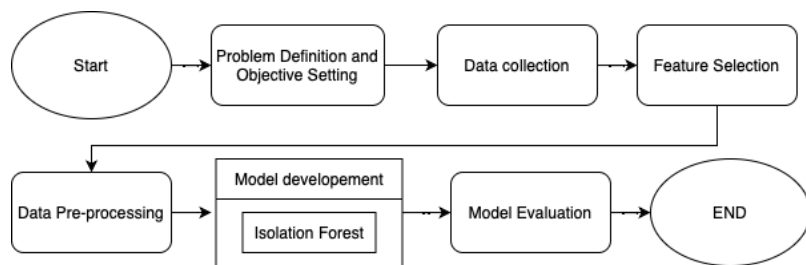 Start
Problem Definition and
Objective Setting
Data collection
Feature Selection
Data Pre-processing
Model developement
Isolation Forest
Model Evaluation
END